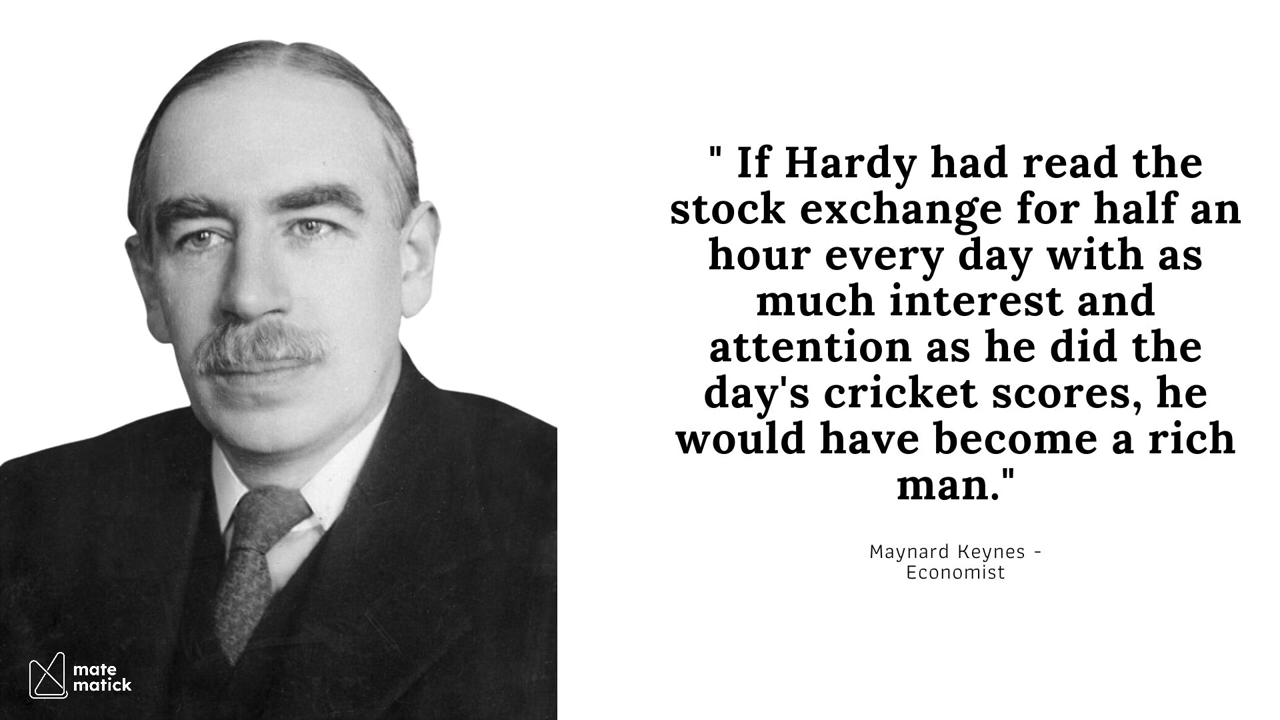 " If Hardy had read the
stock exchange for half an
hour every day with as
much interest and
attention as he did the
day's cricket scores, he
would have become a rich
man."
Maynard Keynes -
Economist
mate
matick